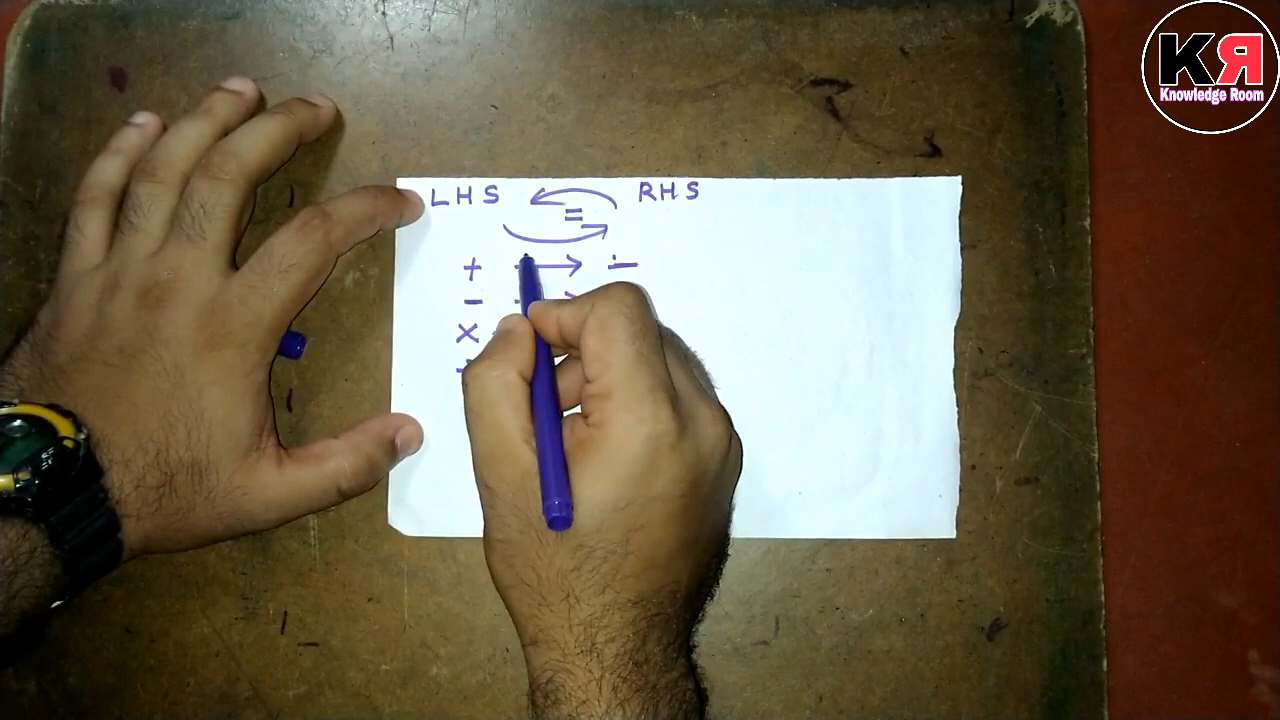 LHS = RHS
+ → -
-
×
KR
Knowledge Room